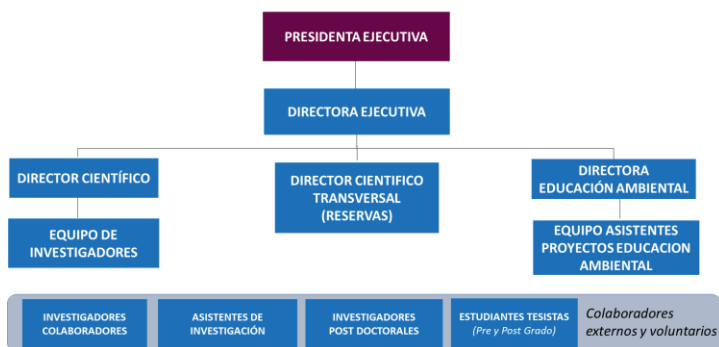 PRESIDENTA EJECUTIVA
DIRECTORA EJECUTIVA
DIRECTOR CIENTÍFICO
DIRECTOR CIENTIFICO
TRANSVERSAL
(RESERVAS)
DIRECTORA
EDUCACIÓN AMBIENTAL
EQUIPO DE
INVESTIGADORES
EQUIPO ASISTENTES
PROYECTOS EDUCACION
AMBIENTAL
INVESTIGADORES
COLABORADORES
ASISTENTES DE
INVESTIGACIÓN
INVESTIGADORES
POST DOCTORALES
ESTUDIANTES TESISTAS
(Pre y Post Grado)
Colaboradores
externos y voluntarios